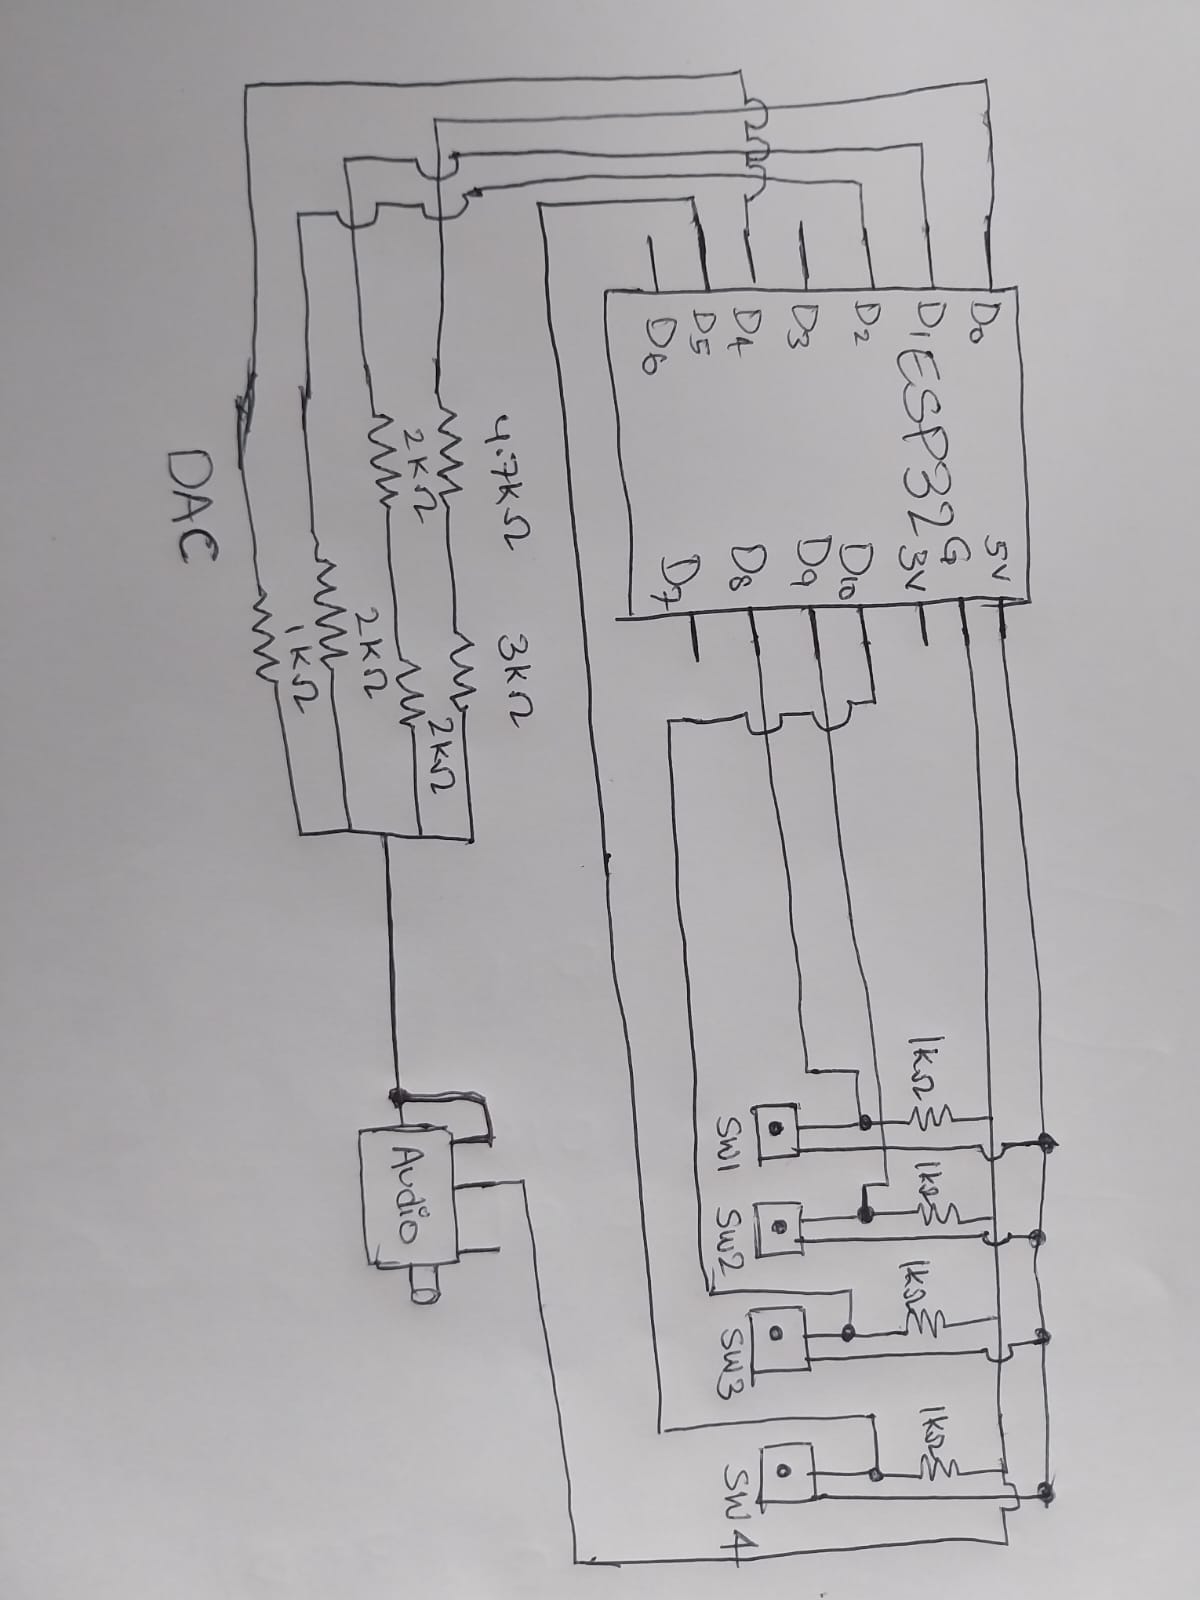 D0
D1
D2
D3
D4
D5
D6
ESP32
5V
G
3V
D10
D9
D8
D7
4.7kΩ
3kΩ
2kΩ
2kΩ
2kΩ
1kΩ
DAC
1kΩ
1kΩ
1kΩ
1kΩ
SW1
SW2
SW3
SW4
Audio